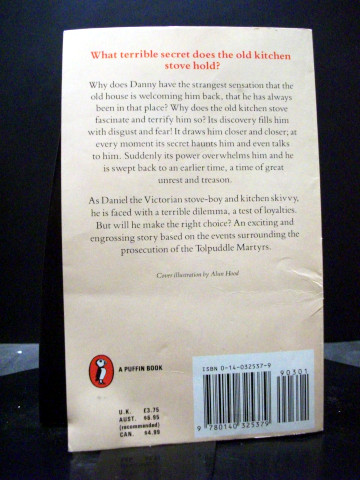 What terrible secret does the old kitchen
stove hold?
Why does Danny have the strangest sensation that the
old house is welcoming him back, that he has always
been in that place? Why does the old kitchen stove
fascinate and terrify him so? Its discovery fills him
with disgust and fear! It draws him closer and closer; at
every moment its secret haunts him and even talks
to him. Suddenly its power overwhelms him and he
is swept back to an earlier time, a time of great
unrest and treason.
As Daniel the Victorian stove-boy and kitchen skivvy,
he is faced with a terrible dilemma, a test of loyalties.
But will he make the right choice? An exciting and
engrossing story based on the events surrounding the
prosecution of the Tolpuddle Martyrs.
Cover illustration by Alan Hood
A PUFFIN BOOK
U.K. £3.75
AUST. $6.95
(recommended)
CAN. $4.99
ISBN 0-14-032537-9
90301
9 780140 325379